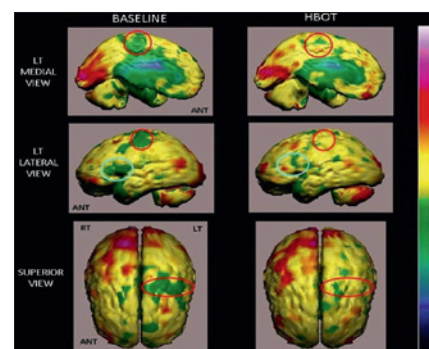 BASELINE HBOT
LT
MEDIAL
VIEW
ANT
LT
LATERAL
VIEW
ANT
RT LT
SUPERIOR
VIEW
ANT